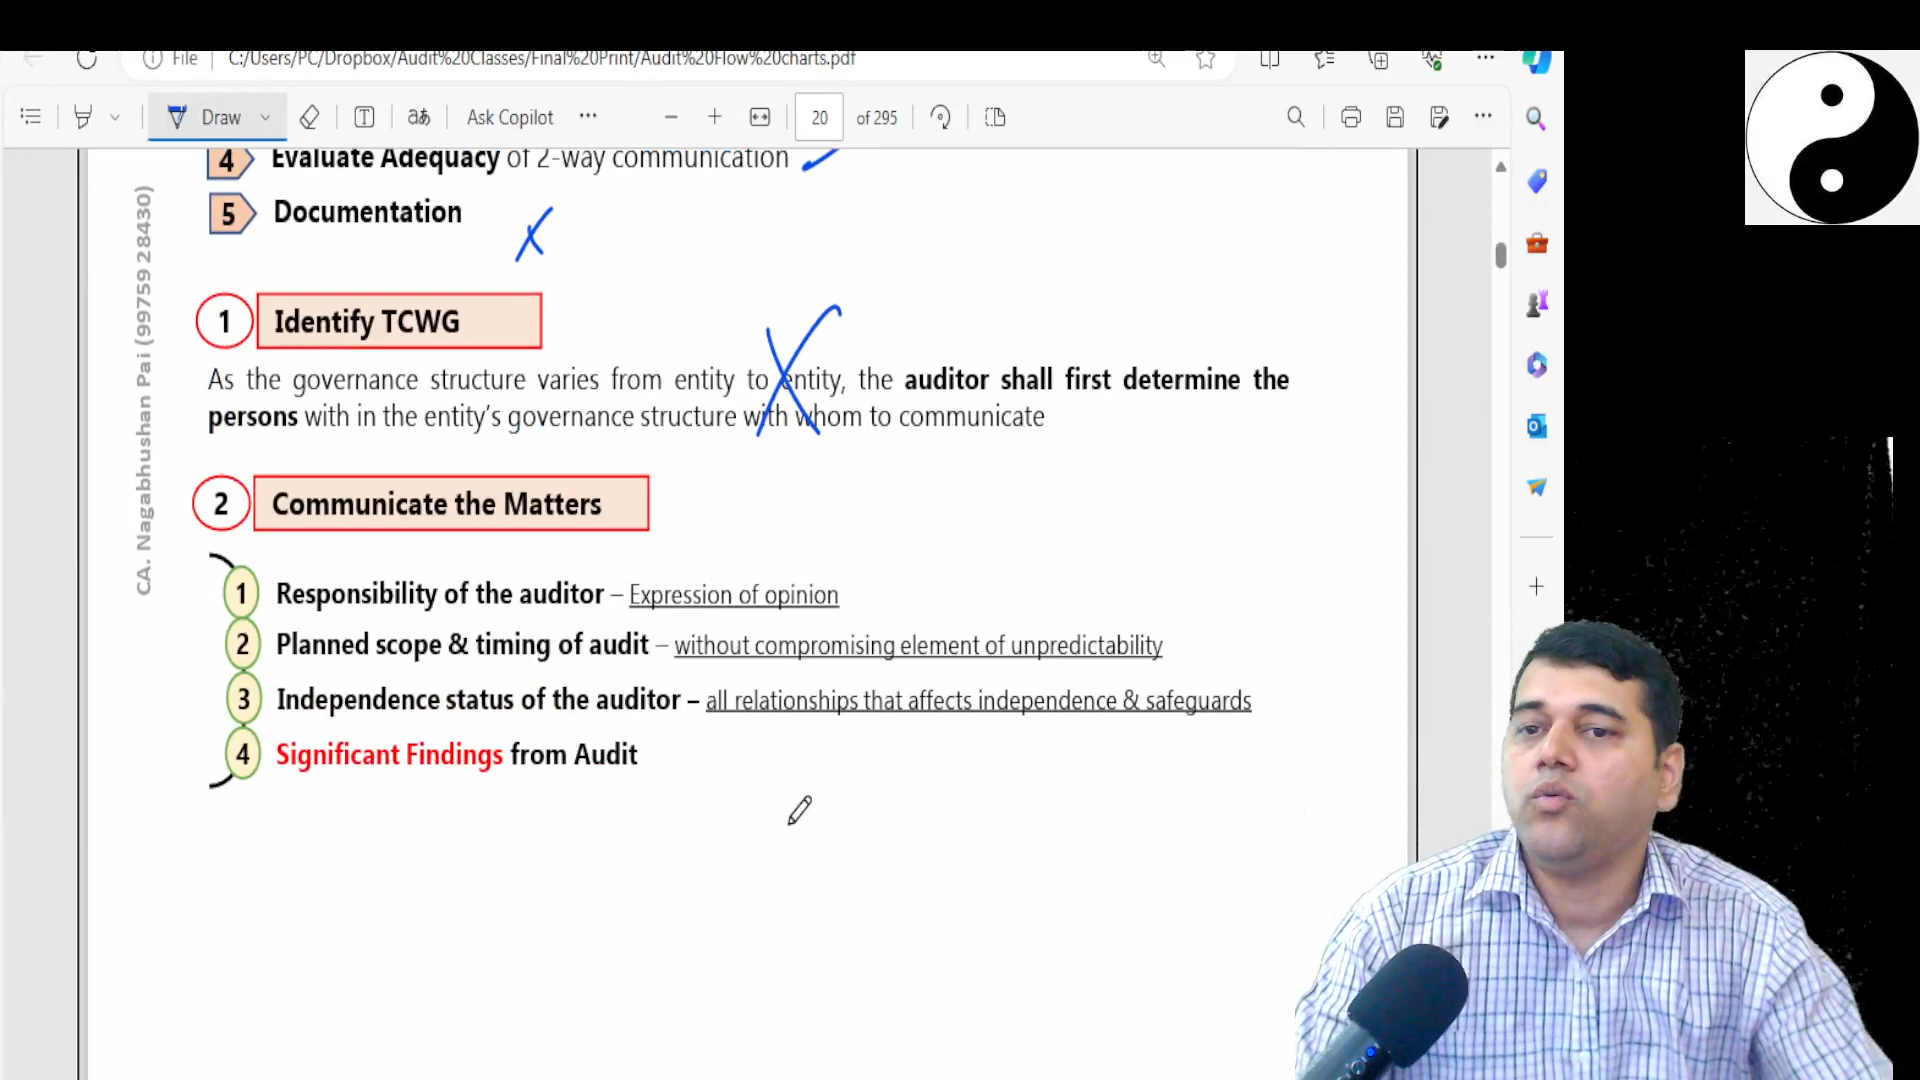 File | C:/Users/PC/Dropbox/Audit%20Classes/Final%20Print/Audit%20Flow%20charts.pdf
Draw
T
aあ
Ask Copilot
20 of 295
4 Evaluate Adequacy of 2-way communication
5 Documentation
CA. Nagabhushan Pai (99759 28430)
1 Identify TCWG
As the governance structure varies from entity to entity, the auditor shall first determine the
persons with in the entity's governance structure with whom to communicate
2 Communicate the Matters
1 Responsibility of the auditor – Expression of opinion
2 Planned scope & timing of audit – without compromising element of unpredictability
3 Independence status of the auditor – all relationships that affects independence & safeguards
4 Significant Findings from Audit